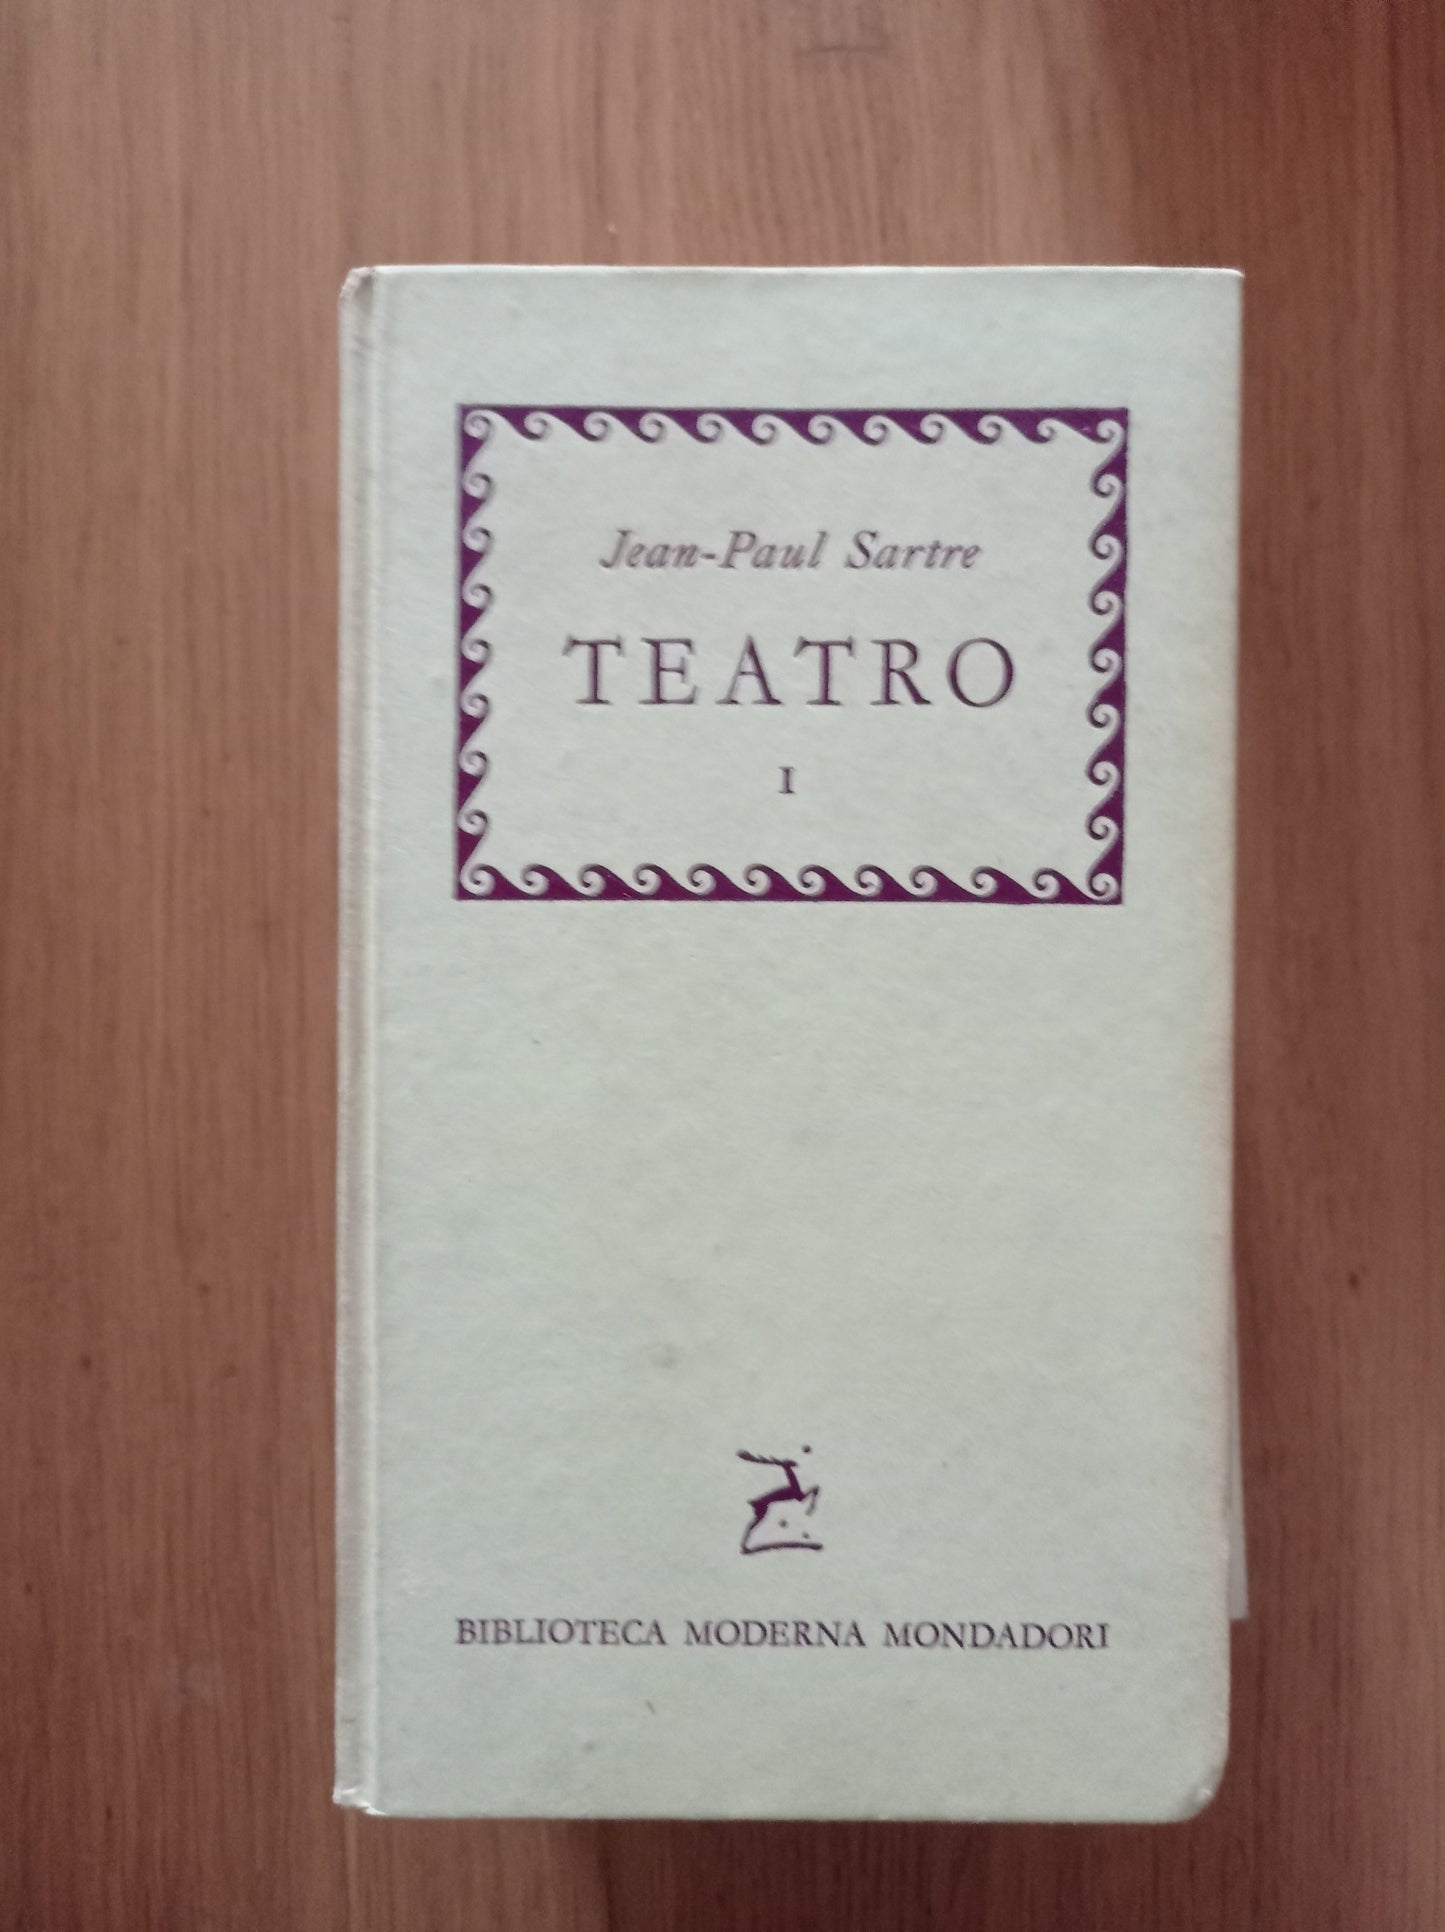 Jean-Paul Sartre
TEATRO
I
BIBLIOTECA MODERNA MONDADORI